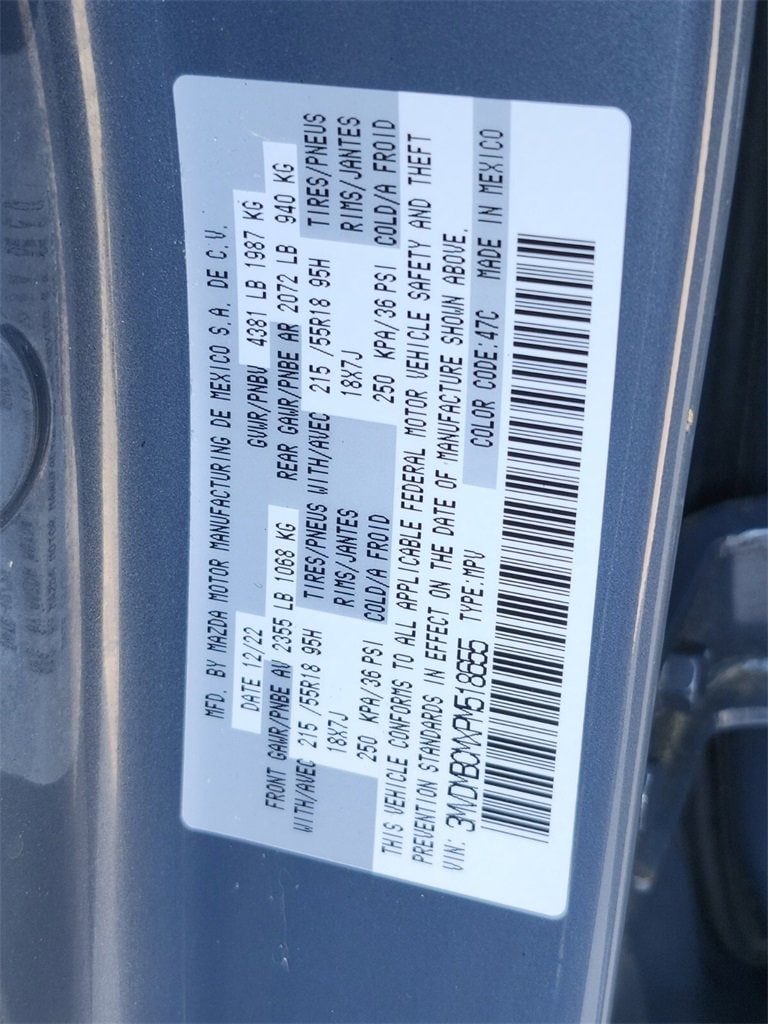 MFD. BY MAZDA MOTOR MANUFACTURING DE MEXICO S.A. DE C.V.
DATE 12/22 GVWR/PNBV 4381 LB 1987 KG
FRONT GAWR/PNBE AV 2355 LB 1068 KG REAR GAWR/PNBE AR 2072 LB 940 KG
WITH/AVEC 215 /55R18 95H TIRES/PNEUS WITH/AVEC 215 /55R18 95H TIRES/PNEUS
18X7J RIMS/JANTES 18X7J RIMS/JANTES
250 KPA/36 PSI COLD/A FROID 250 KPA/36 PSI COLD/A FROID
THIS VEHICLE CONFORMS TO ALL APPLICABLE FEDERAL MOTOR VEHICLE SAFETY AND THEFT
PREVENTION STANDARDS IN EFFECT ON THE DATE OF MANUFACTURE SHOWN ABOVE.
VIN: 3MVDMBCMXPM518655 TYPE:MPV COLOR CODE:47C MADE IN MEXICO